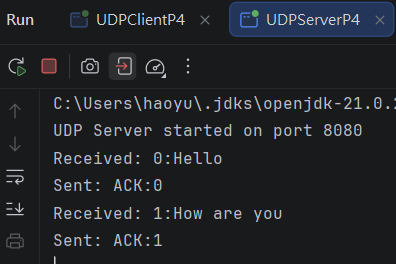 Run UDPClientP4 UDPServerP4
C:\Users\haoyu\.jdks\openjdk-21.0.2
UDP Server started on port 8080
Received: 0:Hello
Sent: ACK:0
Received: 1:How are you
Sent: ACK:1